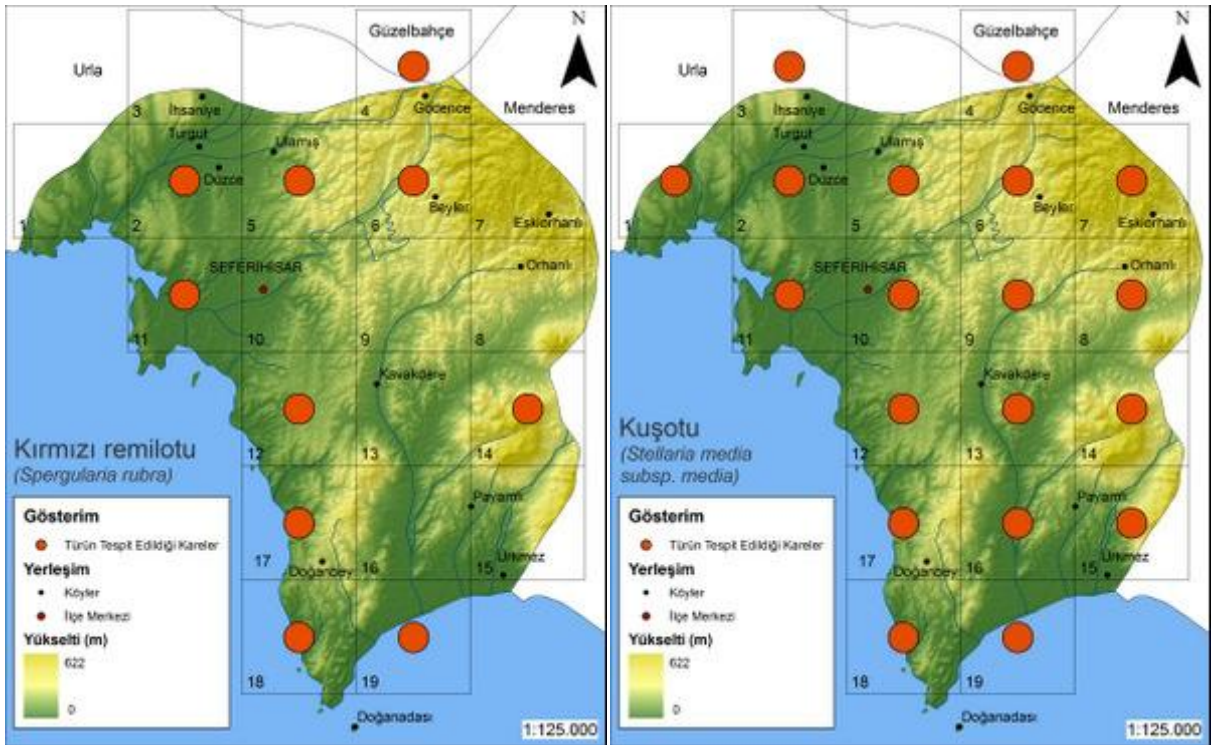 Güzelbahçe
N
Urla
Gödence
Menderes
3
4
İhsaniye
Turgut
Ulamış
Düzce
Beyler
1
2
5
6
7
Eskiorhanlı
SEFERİHİSAR
Orhanlı
11
10
9
8
Kavakdere
Kırmızı remilotu
(Spergularia rubra)
12
13
14
Payamlı
Gösterim
Türün Tespit Edildiği Kareler
Yerleşim
Köyler
İlçe Merkezi
Yükselti (m)
622
0
17
Doğanbey
16
15
Ürkmez
18
19
Doğanadası
1:125.000
Güzelbahçe
N
Urla
Gödence
Menderes
3
4
İhsaniye
Turgut
Ulamış
Düzce
Beyler
1
2
5
6
7
Eskiorhanlı
SEFERİHİSAR
Orhanlı
11
10
9
8
Kavakdere
Kuşotu
(Stellaria media
subsp. media)
12
13
14
Payamlı
Gösterim
Türün Tespit Edildiği Kareler
Yerleşim
Köyler
İlçe Merkezi
Yükselti (m)
622
0
17
Doğanbey
16
15
Ürkmez
18
19
Doğanadası
1:125.000